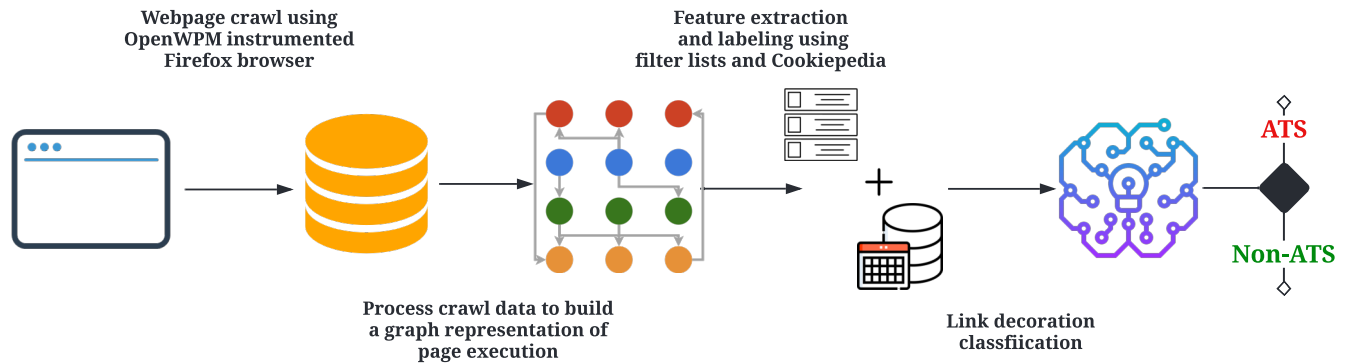 Webpage crawl using
OpenWPM instrumented
Firefox browser
Feature extraction
and labeling using
filter lists and Cookiepedia
ATS
Non-ATS
Process crawl data to build
a graph representation of
page execution
Link decoration
classfiication